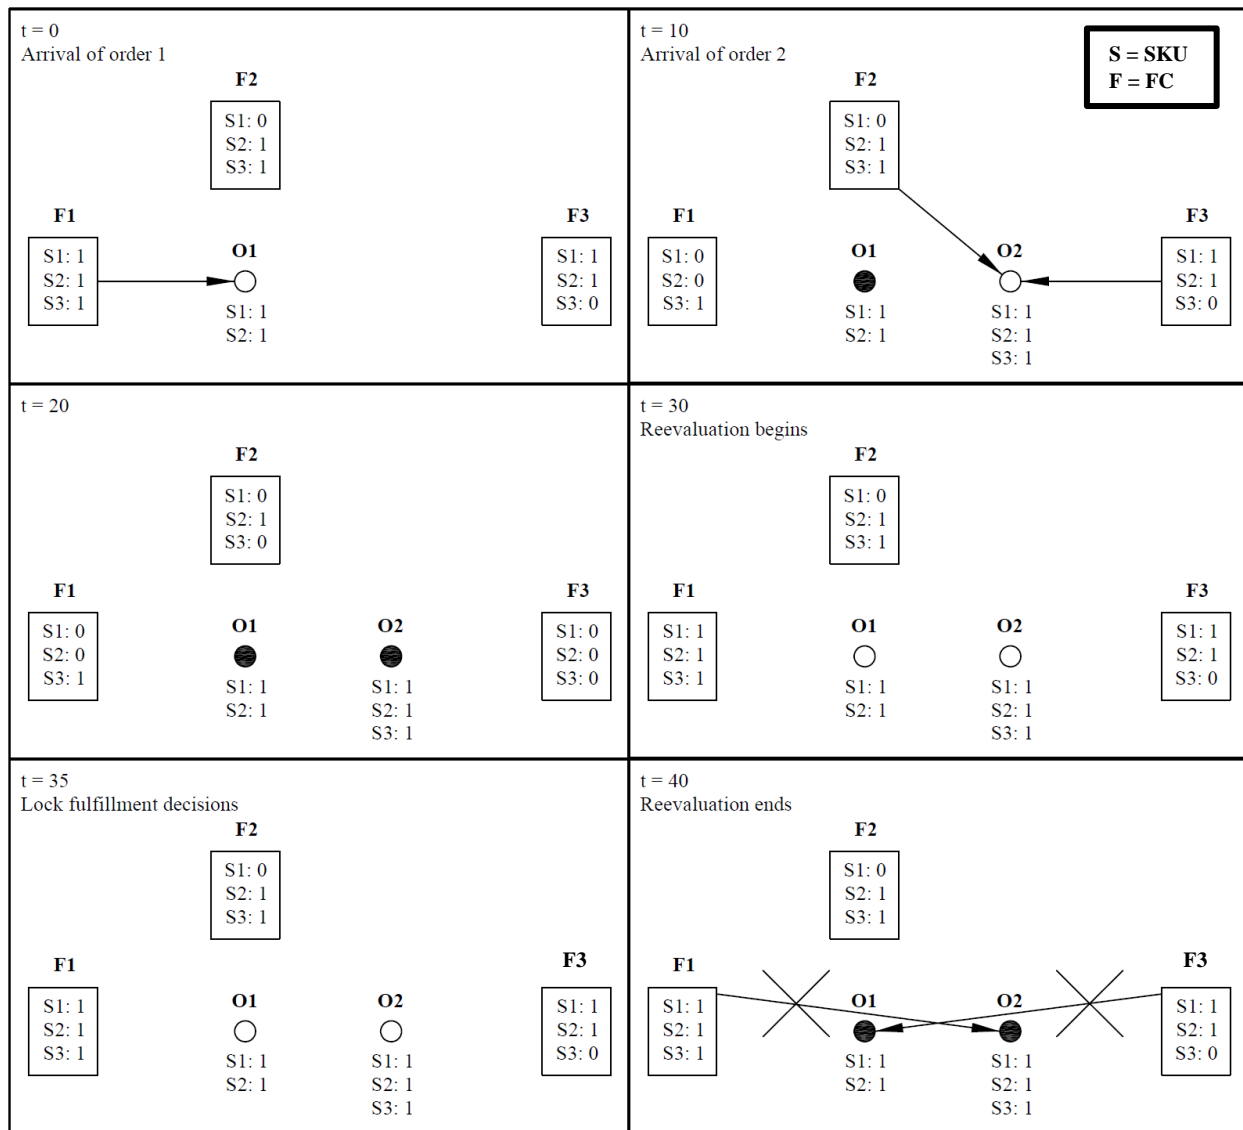 t = 0
Arrival of order 1
F2
S1: 0
S2: 1
S3: 1
F1
S1: 1
S2: 1
S3: 1
O1
S1: 1
S2: 1
F3
S1: 1
S2: 1
S3: 0
t = 10
Arrival of order 2
S = SKU
F = FC
F2
S1: 0
S2: 1
S3: 1
F1
S1: 0
S2: 0
S3: 1
O1
S1: 1
S2: 1
O2
S1: 1
S2: 1
S3: 1
F3
S1: 1
S2: 1
S3: 0
t = 20
F2
S1: 0
S2: 1
S3: 0
F1
S1: 0
S2: 0
S3: 1
O1
S1: 1
S2: 1
O2
S1: 1
S2: 1
S3: 1
F3
S1: 0
S2: 0
S3: 0
t = 30
Reevaluation begins
F2
S1: 0
S2: 1
S3: 1
F1
S1: 1
S2: 1
S3: 1
O1
S1: 1
S2: 1
O2
S1: 1
S2: 1
S3: 1
F3
S1: 1
S2: 1
S3: 0
t = 35
Lock fulfillment decisions
F2
S1: 0
S2: 1
S3: 1
F1
S1: 1
S2: 1
S3: 1
O1
S1: 1
S2: 1
O2
S1: 1
S2: 1
S3: 1
F3
S1: 1
S2: 1
S3: 0
t = 40
Reevaluation ends
F2
S1: 0
S2: 1
S3: 1
F1
S1: 1
S2: 1
S3: 1
O1
S1: 1
S2: 1
O2
S1: 1
S2: 1
S3: 1
F3
S1: 1
S2: 1
S3: 0